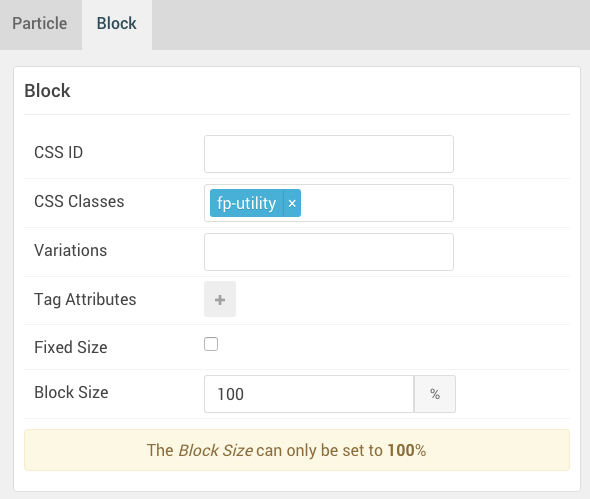 Particle Block
Block
CSS ID
CSS Classes fp-utility ×
Variations
Tag Attributes +
Fixed Size
Block Size 100 %
The Block Size can only be set to 100%